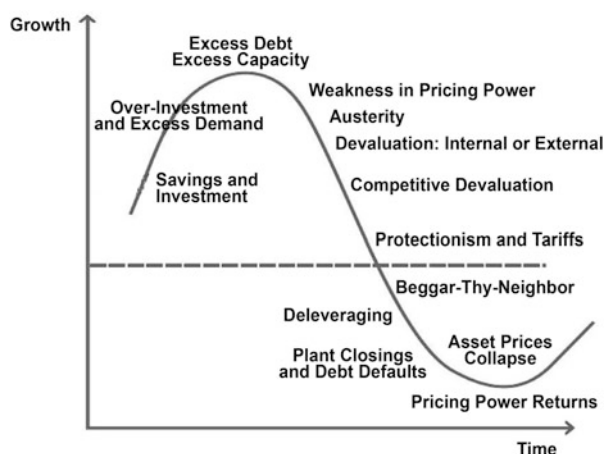 Growth
Excess Debt
Excess Capacity
Weakness in Pricing Power
Over-Investment
and Excess Demand
Austerity
Devaluation: Internal or External
Savings and
Investment
Competitive Devaluation
Protectionism and Tariffs
Beggar-Thy-Neighbor
Deleveraging
Asset Prices
Collapse
Plant Closings
and Debt Defaults
Pricing Power Returns
Time